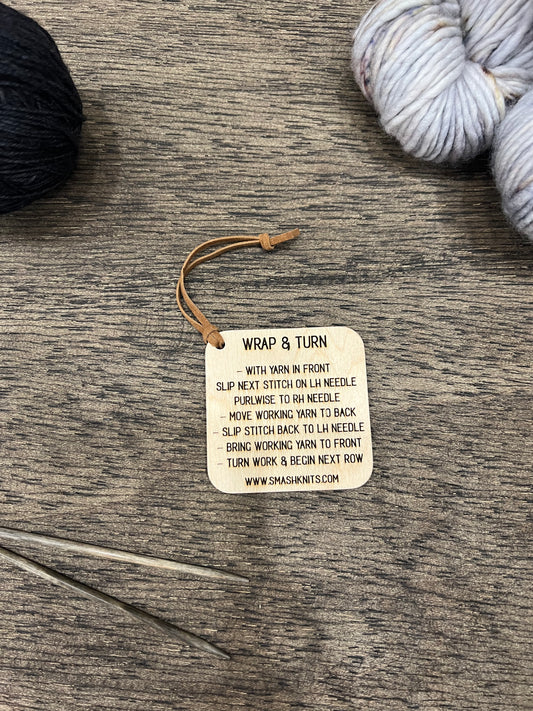 WRAP & TURN
- WITH YARN IN FRONT
SLIP NEXT STITCH ON LH NEEDLE
PURLWISE TO RH NEEDLE
- MOVE WORKING YARN TO BACK
- SLIP STITCH BACK TO LH NEEDLE
- BRING WORKING YARN TO FRONT
- TURN WORK & BEGIN NEXT ROW
WWW.SMASHKNITS.COM